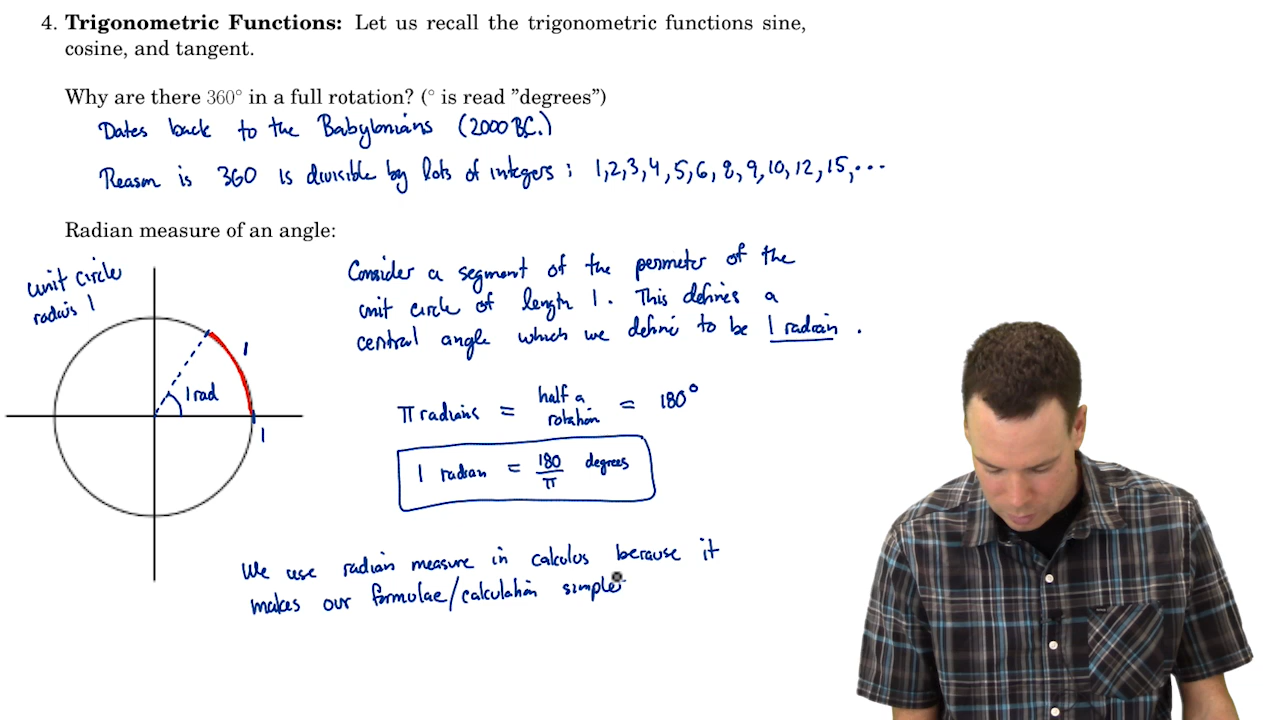 4. Trigonometric Functions: Let us recall the trigonometric functions sine,
cosine, and tangent.
Why are there 360° in a full rotation? (° is read ”degrees”)
Dates back to the Babylonians (2000 B.C.)
Reason is 360 is divisible by lots of integers : 1,2,3,4,5,6,8,9,10,12,15,...
Radian measure of an angle:
unit circle
radius 1
1
1 rad
1
Consider a segment of the perimeter of the
unit circle of length 1. This defines a
central angle which we define to be 1 radian.
π radians = half a rotation = 180°
1 radian = 180/π degrees
We use radian measure in calculus because it
makes our formulae/calculation simple